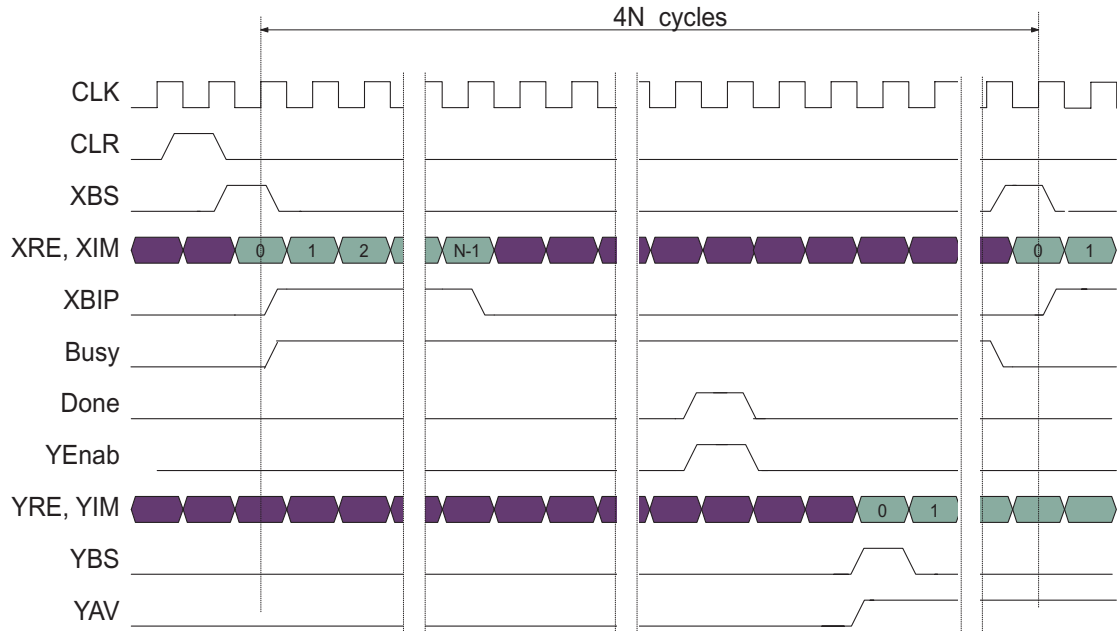 4N cycles
CLK
CLR
XBS
XRE, XIM 0 1 2 N-1 0 1
XBIP
Busy
Done
YEnab
YRE, YIM 0 1
YBS
YAV